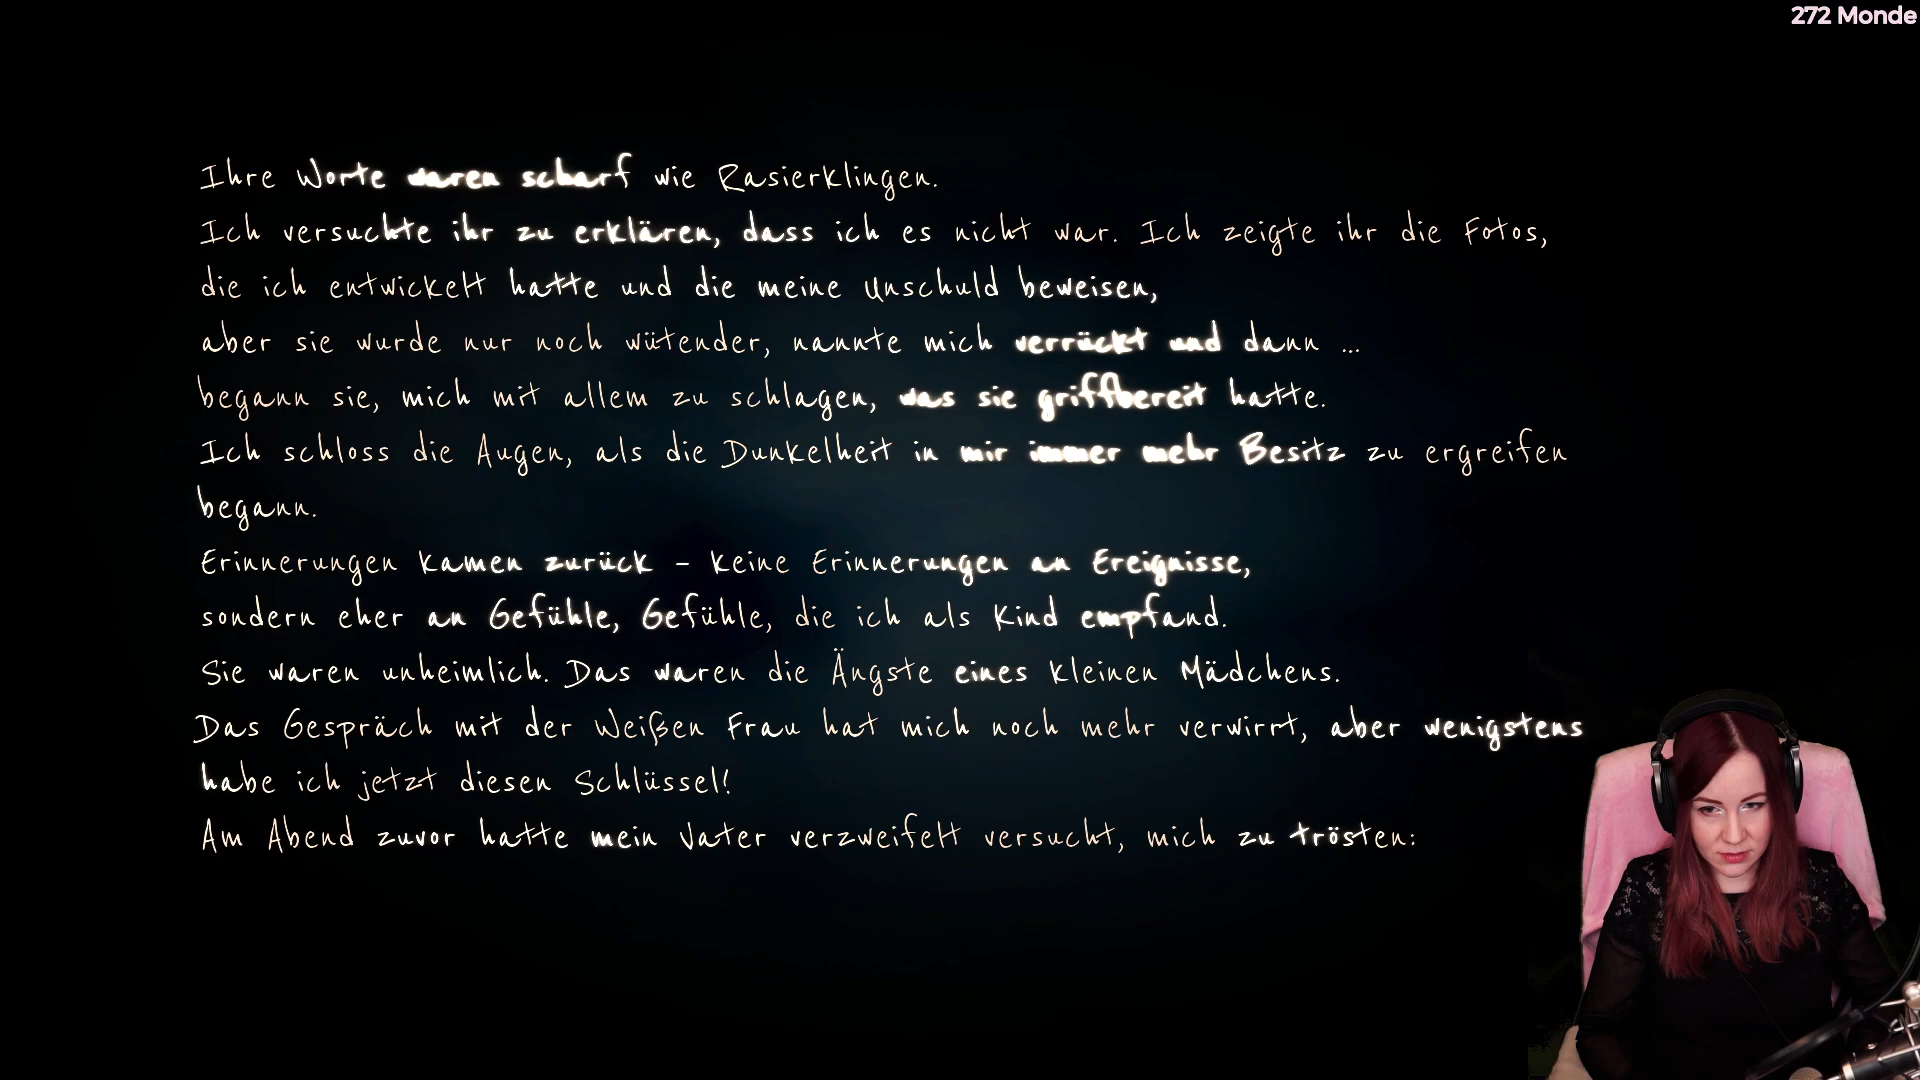 272 Monde
Ihre Worte waren scharf wie Rasierklingen.
Ich versuchte ihr zu erklären, dass ich es nicht war. Ich zeigte ihr die Fotos,
die ich entwickelt hatte und die meine Unschuld beweisen,
aber sie wurde nur noch wütender, nannte mich verrückt und dann ...
begann sie, mich mit allem zu schlagen, was sie griffbereit hatte.
Ich schloss die Augen, als die Dunkelheit in mir immer mehr Besitz zu ergreifen
begann.
Erinnerungen kamen zurück – keine Erinnerungen an Ereignisse,
sondern eher an Gefühle, Gefühle, die ich als Kind empfand.
Sie waren unheimlich. Das waren die Ängste eines kleinen Mädchens.
Das Gespräch mit der Weißen Frau hat mich noch mehr verwirrt, aber wenigstens
habe ich jetzt diesen Schlüssel!
Am Abend zuvor hatte mein Vater verzweifelt versucht, mich zu trösten: